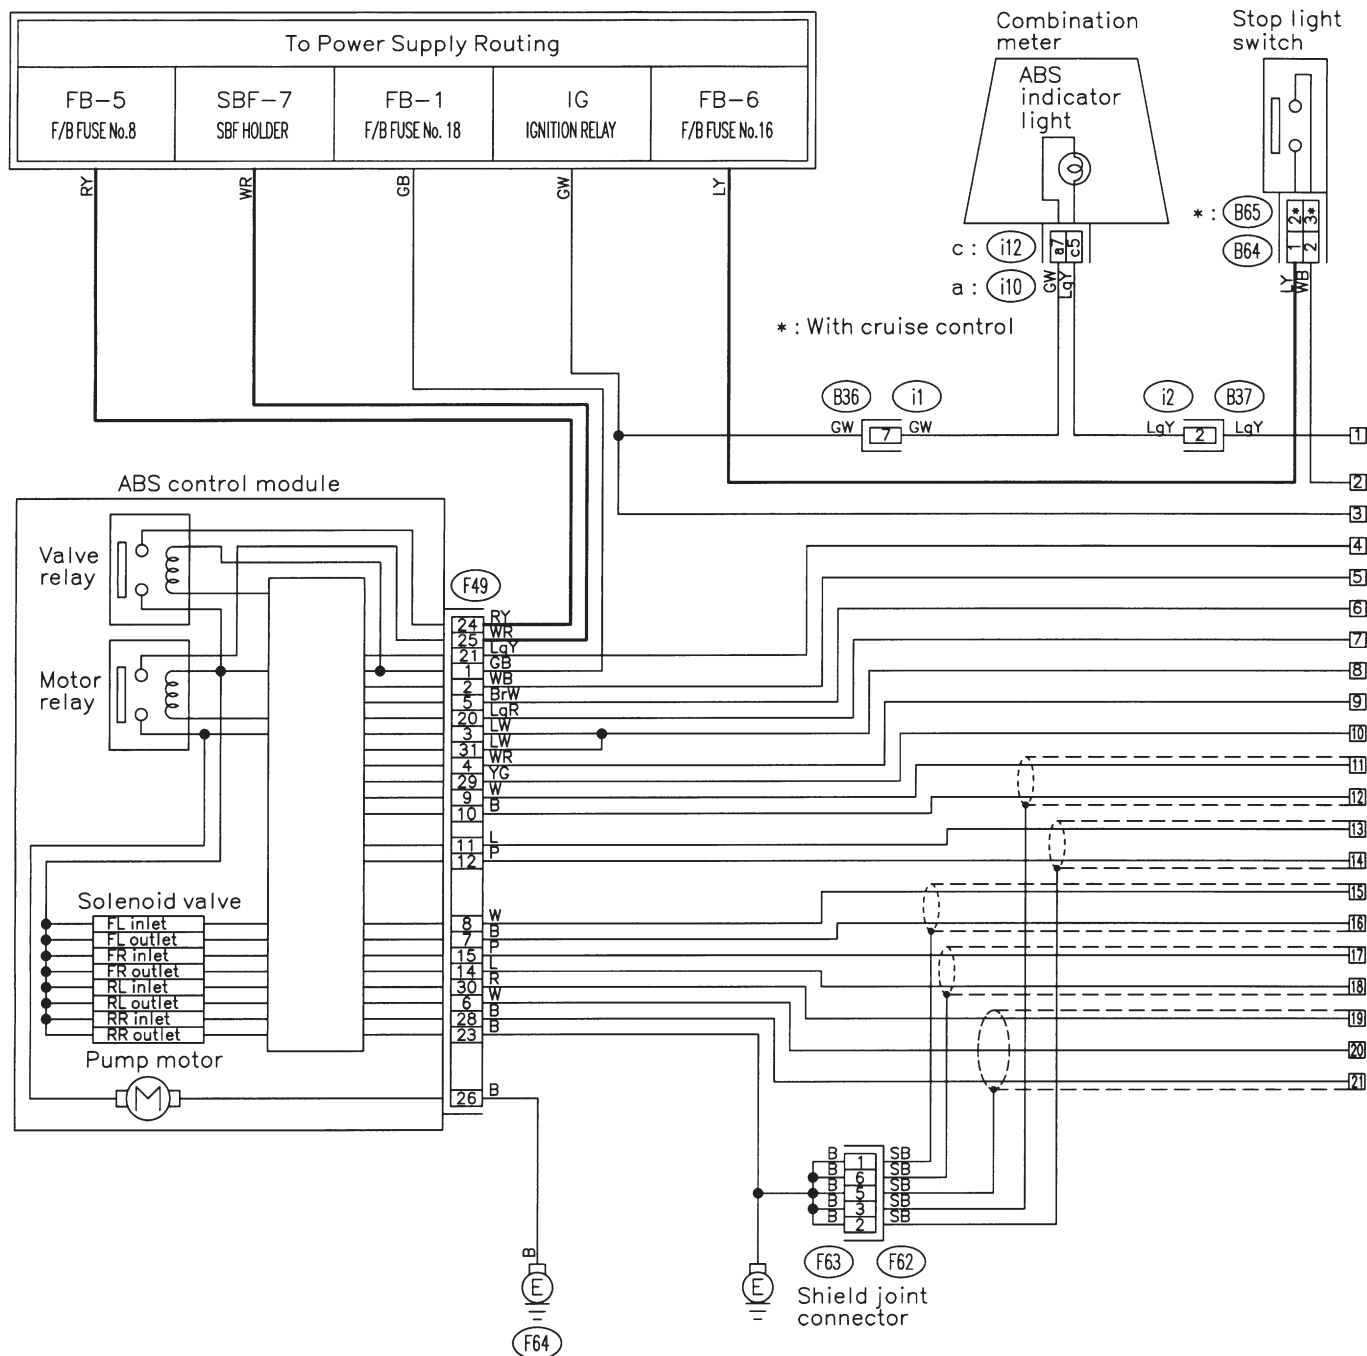 To Power Supply Routing
FB-5
F/B FUSE No.8
SBF-7
SBF HOLDER
FB-1
F/B FUSE No. 18
IG
IGNITION RELAY
FB-6
F/B FUSE No.16
RY
WR
GB
GW
LY
Combination
meter
ABS
indicator
light
c : i12
a : i10
a7
c5
GW
LgY
Stop light
switch
* : B65
B64
2*
3*
1
2
LY
WB
* : With cruise control
B36 i1
GW 7 GW
i2 B37
LgY 2 LgY
1
2
3
4
5
6
7
8
9
10
11
12
13
14
15
16
17
18
19
20
21
ABS control module
Valve
relay
Motor
relay
F49
24 RY
25 WR
21 LgY
1 GB
2 WB
5 BrW
20 LgR
3 LW
31 LW
4 WR
29 YG
9 W
10 B
11 L
12 P
8 W
7 B
15 P
14 L
30 R
6 W
28 B
23 B
26 B
Solenoid valve
FL inlet
FL outlet
FR inlet
FR outlet
RL inlet
RL outlet
RR inlet
RR outlet
Pump motor
M
B
E
F64
E
B 1 SB
B 6 SB
B 5 SB
B 3 SB
B 2 SB
F63 F62
Shield joint
connector